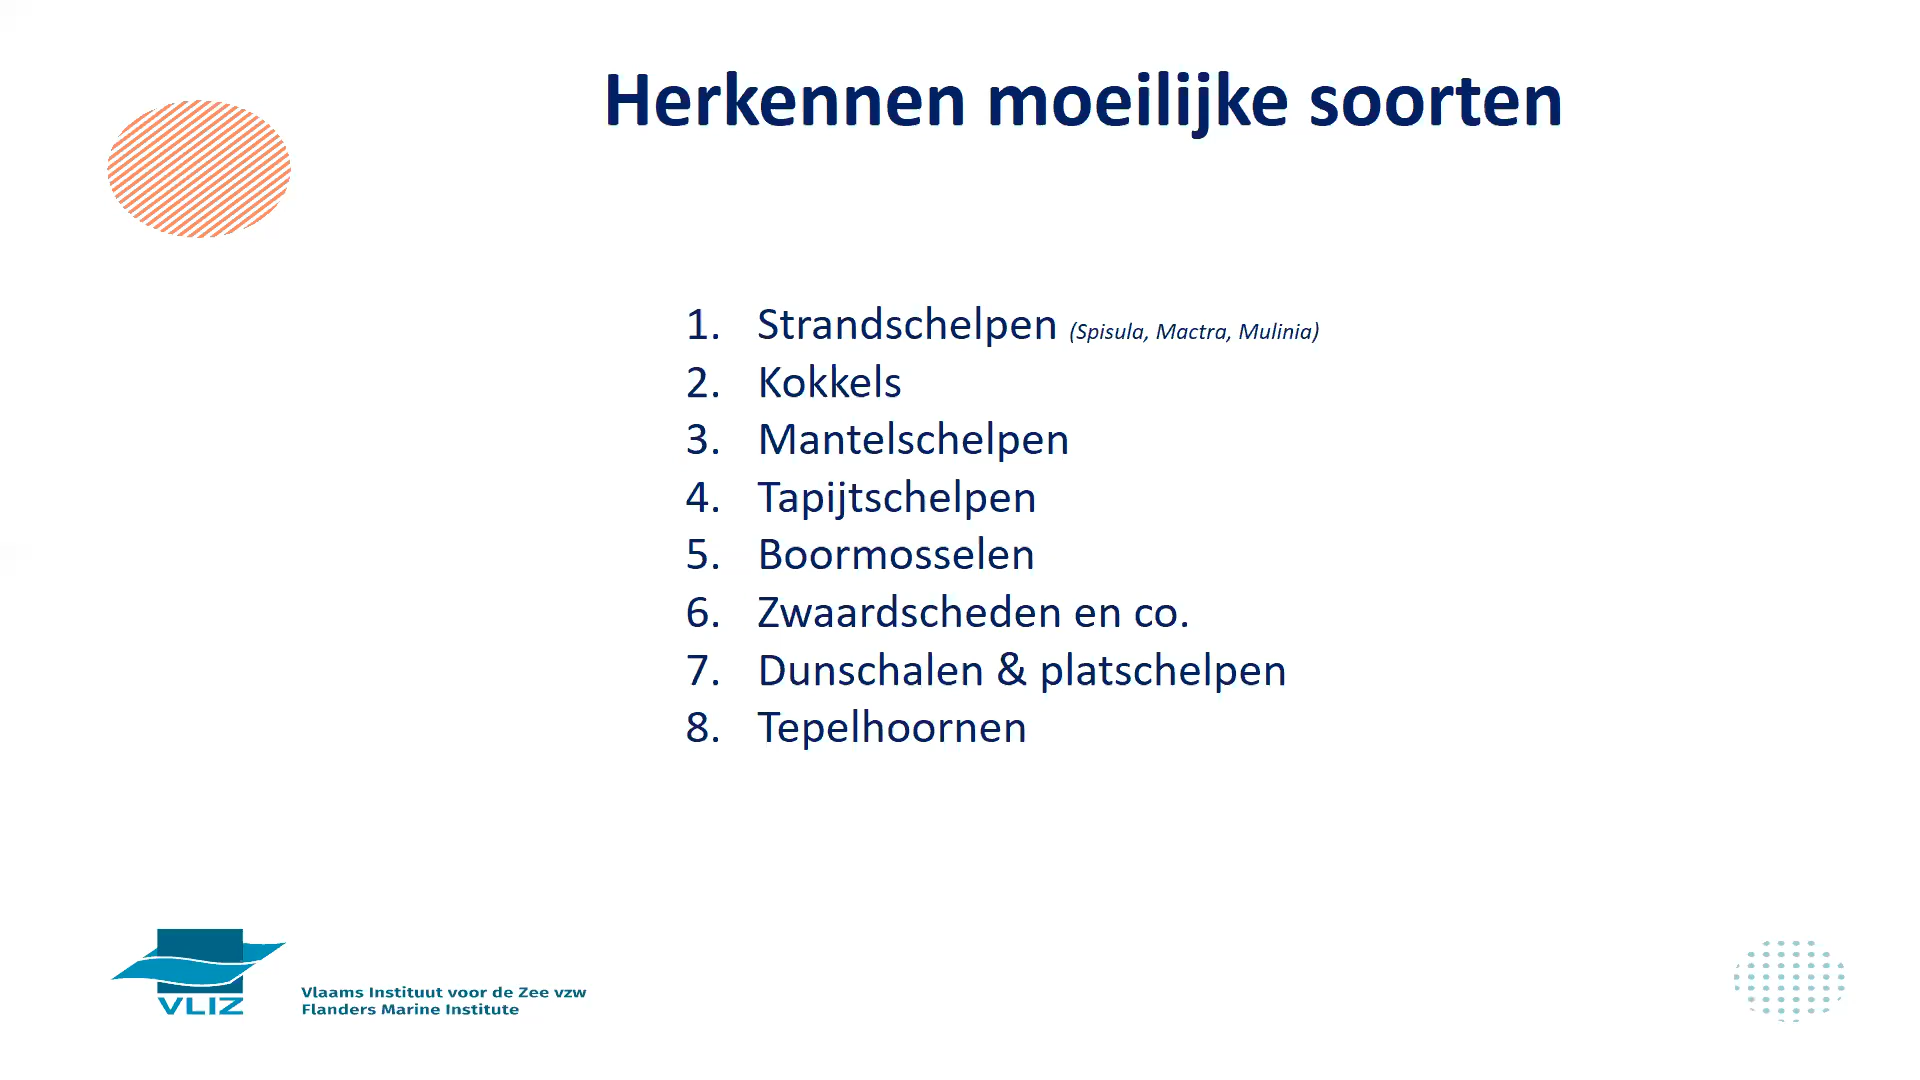 Herkennen moeilijke soorten
1. Strandschelpen (Spisula, Mactra, Mulinia)
2. Kokkels
3. Mantelschelpen
4. Tapijtschelpen
5. Boormosselen
6. Zwaardscheden en co.
7. Dunschalen & platschelpen
8. Tepelhoornen
VLIZ
Vlaams Instituut voor de Zee vzw
Flanders Marine Institute